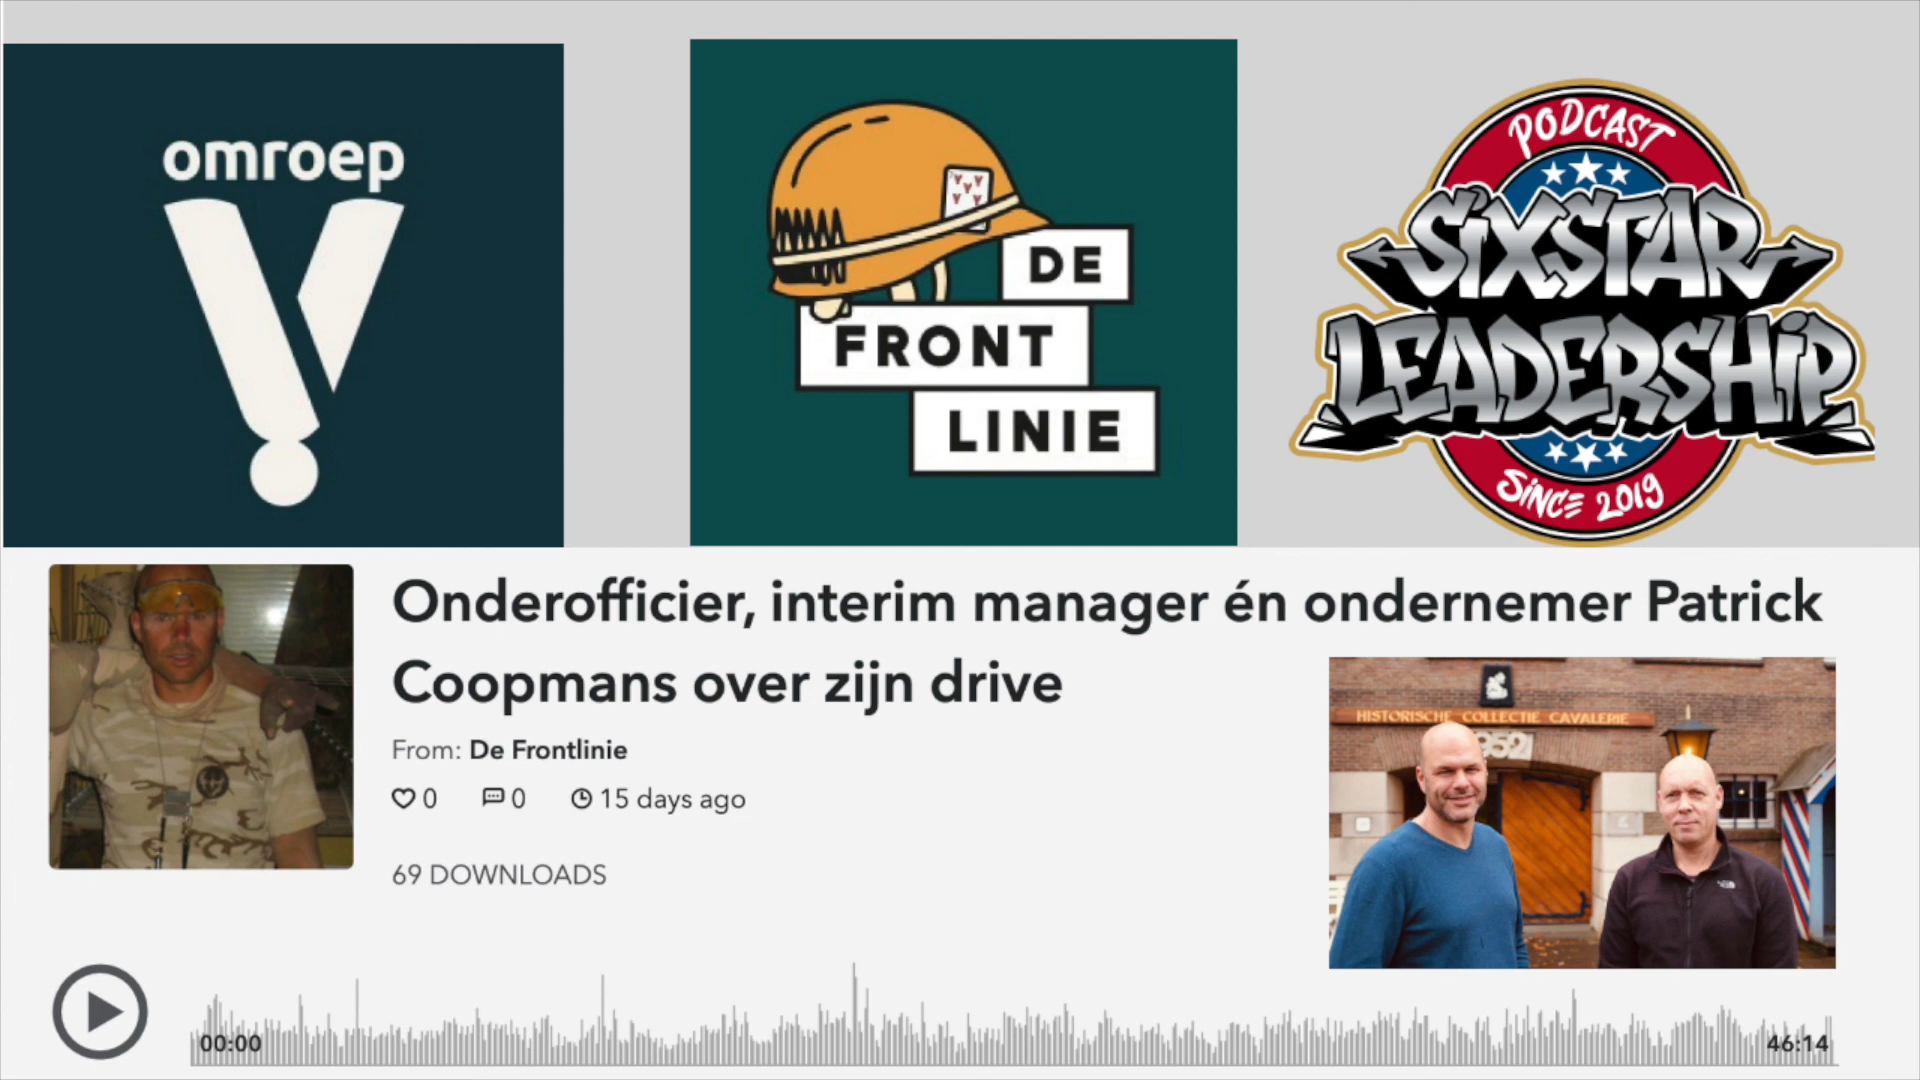 omroep
DE
FRONT
LINIE
PODCAST
SIXSTAR
LEADERSHIP
SINCE 2019
Onderofficier, interim manager én ondernemer Patrick
Coopmans over zijn drive
From: De Frontlinie
0 0 15 days ago
69 DOWNLOADS
HISTORISCHE COLLECTIE CAVALERIE
1952
00:00
46:14